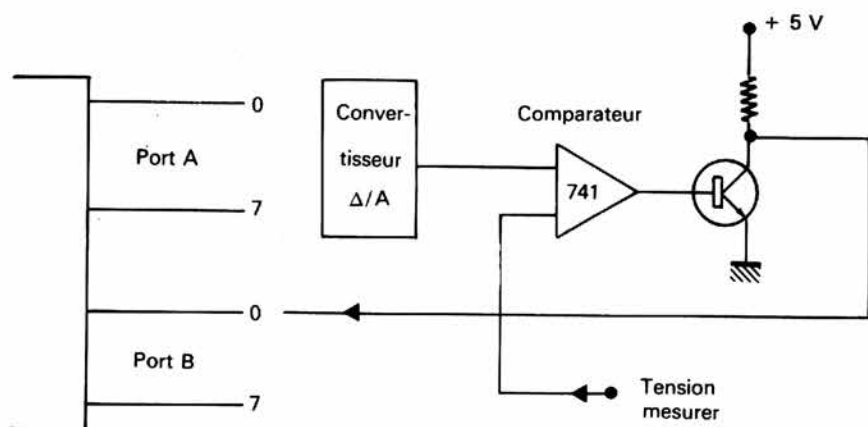 + 5 V
0
Port A
7
Conver-
tisseur
Δ/A
Comparateur
741
0
Port B
7
Tension
mesurer